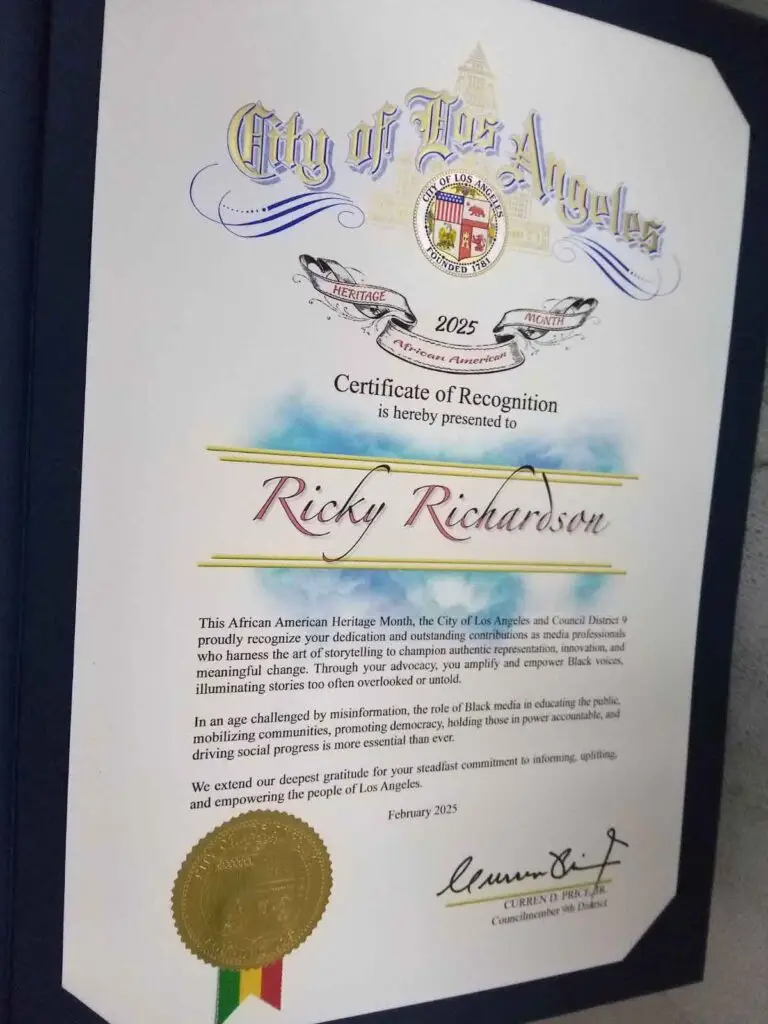 City of Los Angeles
CITY OF LOS ANGELES
FOUNDED 1781
HERITAGE
2025
MONTH
African American
Certificate of Recognition
is hereby presented to
Ricky Richardson
This African American Heritage Month, the City of Los Angeles and Council District 9
proudly recognize your dedication and outstanding contributions as media professionals
who harness the art of storytelling to champion authentic representation, innovation, and
meaningful change. Through your advocacy, you amplify and empower Black voices,
illuminating stories too often overlooked or untold.
In an age challenged by misinformation, the role of Black media in educating the public,
mobilizing communities, promoting democracy, holding those in power accountable, and
driving social progress is more essential than ever.
We extend our deepest gratitude for your steadfast commitment to informing, uplifting,
and empowering the people of Los Angeles.
February 2025
CURREN D. PRICE, JR.
Councilmember 9th District